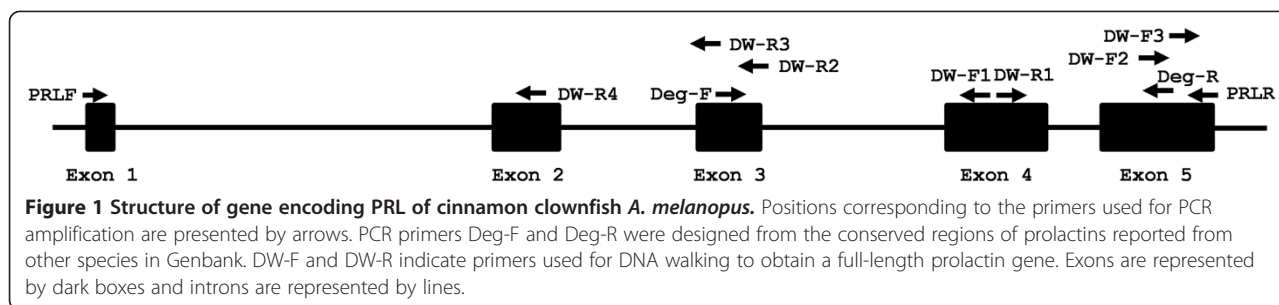 DW-F3
DW-R3
DW-F2
DW-R2
DW-F1 DW-R1
Deg-R
PRLF
DW-R4
Deg-F
PRLR
Exon 1
Exon 2
Exon 3
Exon 4
Exon 5
Figure 1 Structure of gene encoding PRL of cinnamon clownfish A. melanopus. Positions corresponding to the primers used for PCR
amplification are presented by arrows. PCR primers Deg-F and Deg-R were designed from the conserved regions of prolactins reported from
other species in Genbank. DW-F and DW-R indicate primers used for DNA walking to obtain a full-length prolactin gene. Exons are represented
by dark boxes and introns are represented by lines.